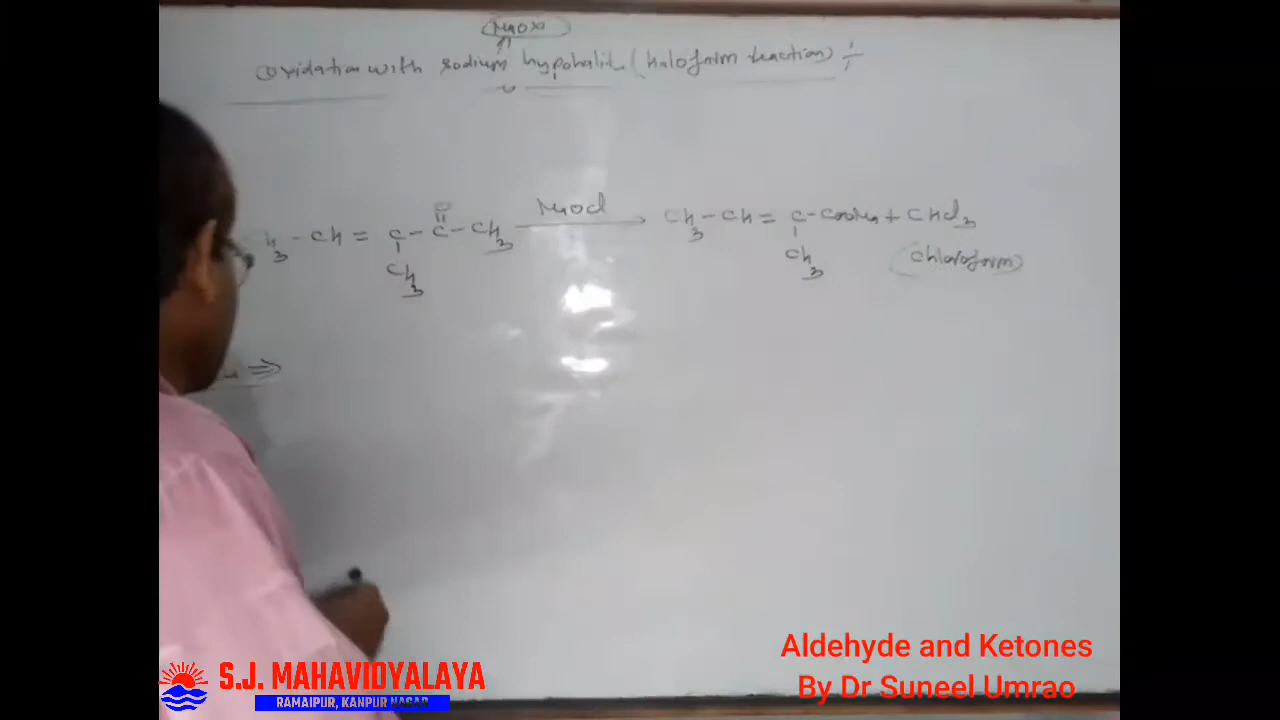 NaOX
Oxidation with sodium hypohalite (haloform reaction) :-
CH3 - CH = C - C - CH3 NaOCl CH3 - CH = C - COONa + CHCl3
O
CH3 CH3 (chloroform)
⇒
Aldehyde and Ketones
By Dr Suneel Umrao
S.J. MAHAVIDYALAYA
RAMAIPUR, KANPUR NAGAR